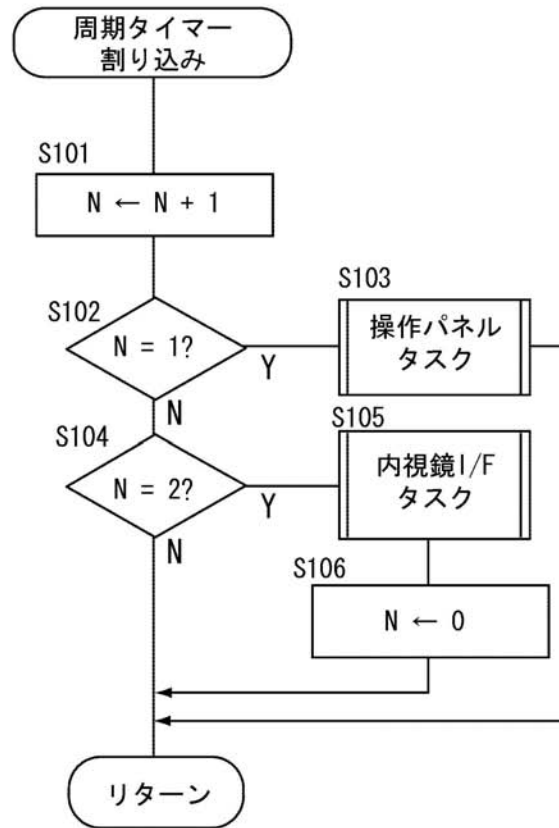 周期タイマー
割り込み
S101
N ← N + 1
S102
N = 1?
Y
N
S103
操作パネル
タスク
S104
N = 2?
Y
N
S105
内視鏡I/F
タスク
S106
N ← 0
リターン